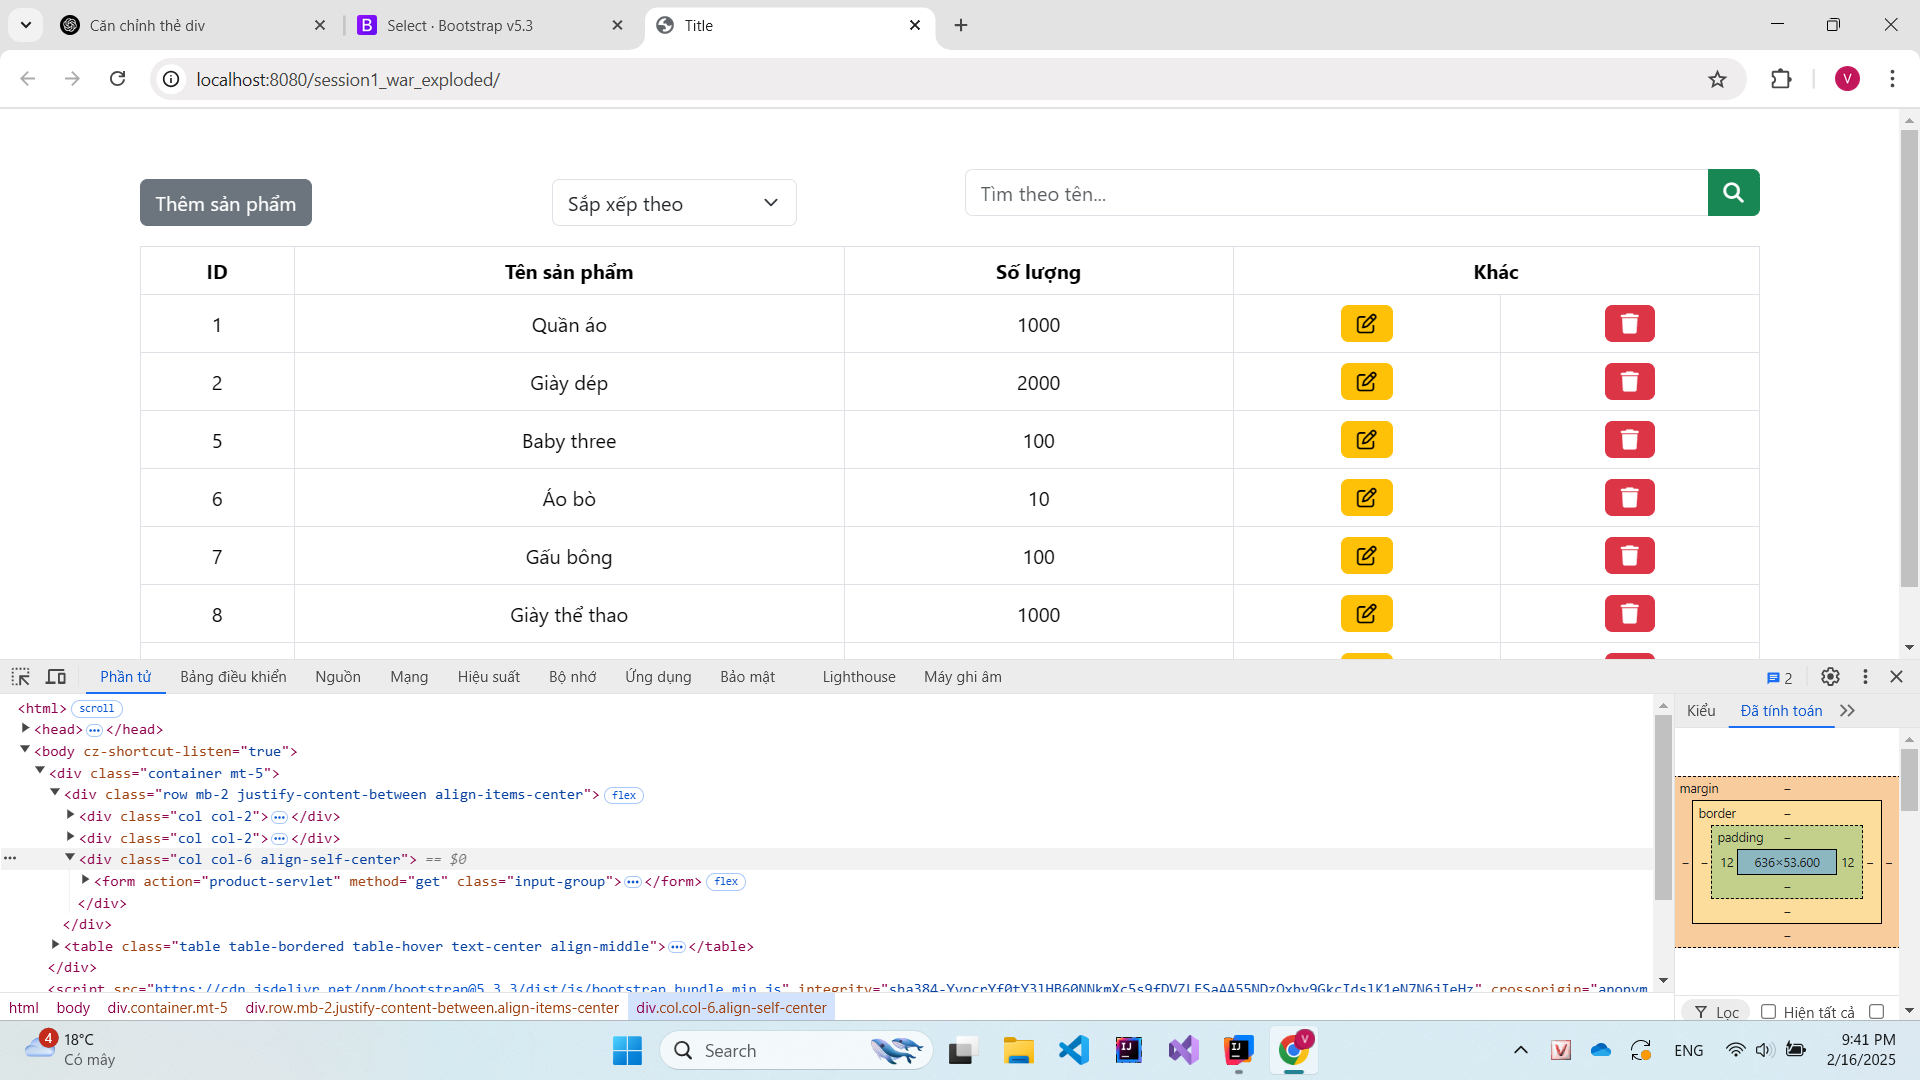 Căn chỉnh thẻ div
Select · Bootstrap v5.3
Title
localhost:8080/session1_war_exploded/
V
Thêm sản phẩm
Sắp xếp theo
Tìm theo tên...
ID Tên sản phẩm Số lượng Khác
1 Quần áo 1000
2 Giày dép 2000
5 Baby three 100
6 Áo bò 10
7 Gấu bông 100
8 Giày thể thao 1000
Phần tử Bảng điều khiển Nguồn Mạng Hiệu suất Bộ nhớ Ứng dụng Bảo mật Lighthouse Máy ghi âm 2
<html> scroll
<head> ... </head>
<body cz-shortcut-listen="true">
<div class="container mt-5">
<div class="row mb-2 justify-content-between align-items-center"> flex
<div class="col col-2"> ... </div>
<div class="col col-2"> ... </div>
... <div class="col col-6 align-self-center"> == $0
<form action="product-servlet" method="get" class="input-group"> ... </form> flex
</div>
</div>
<table class="table table-bordered table-hover text-center align-middle"> ... </table>
</div>
<script src="https://cdn.jsdelivr.net/npm/bootstrap@5.3.3/dist/js/bootstrap.bundle.min.js" integrity= crossorigin="anonym
html body div.container.mt-5 div.row.mb-2.justify-content-between.align-items-center div.col.col-6.align-self-center
Kiểu Đã tính toán
margin –
border –
padding –
– – 12 636×53.600 12 – –
–
–
–
Lọc Hiện tất cả
4
18°C
Có mây
Search
ENG
9:41 PM
2/16/2025